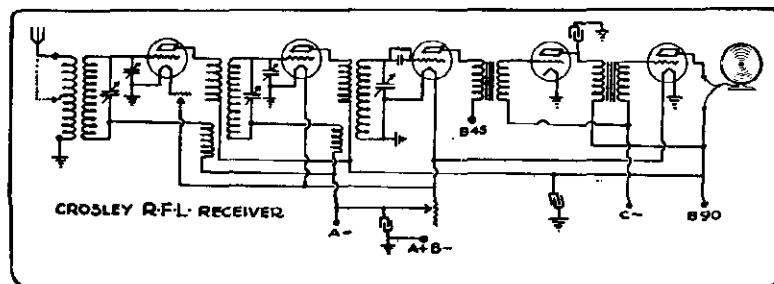 B45
CROSLEY R-F-L- RECEIVER
A-
A+B-
C-
B90